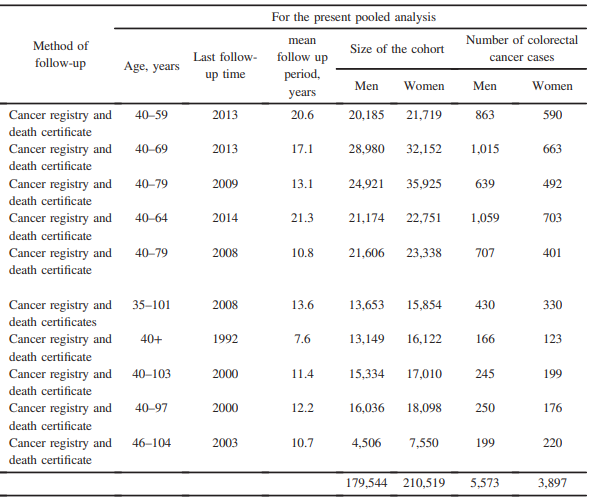 For the present pooled analysis
Method of follow-up Age, years Last follow-up time mean follow up period, years Size of the cohort Number of colorectal cancer cases
Men Women Men Women
Cancer registry and 40–59 2013 20.6 20,185 21,719 863 590
death certificate
Cancer registry and 40–69 2013 17.1 28,980 32,152 1,015 663
death certificate
Cancer registry and 40–79 2009 13.1 24,921 35,925 639 492
death certificate
Cancer registry and 40–64 2014 21.3 21,174 22,751 1,059 703
death certificate
Cancer registry and 40–79 2008 10.8 21,606 23,338 707 401
death certificate
Cancer registry and 35–101 2008 13.6 13,653 15,854 430 330
death certificates
Cancer registry and 40+ 1992 7.6 13,149 16,122 166 123
death certificate
Cancer registry and 40–103 2000 11.4 15,334 17,010 245 199
death certificate
Cancer registry and 40–97 2000 12.2 16,036 18,098 250 176
death certificate
Cancer registry and 46–104 2003 10.7 4,506 7,550 199 220
death certificate
179,544 210,519 5,573 3,897